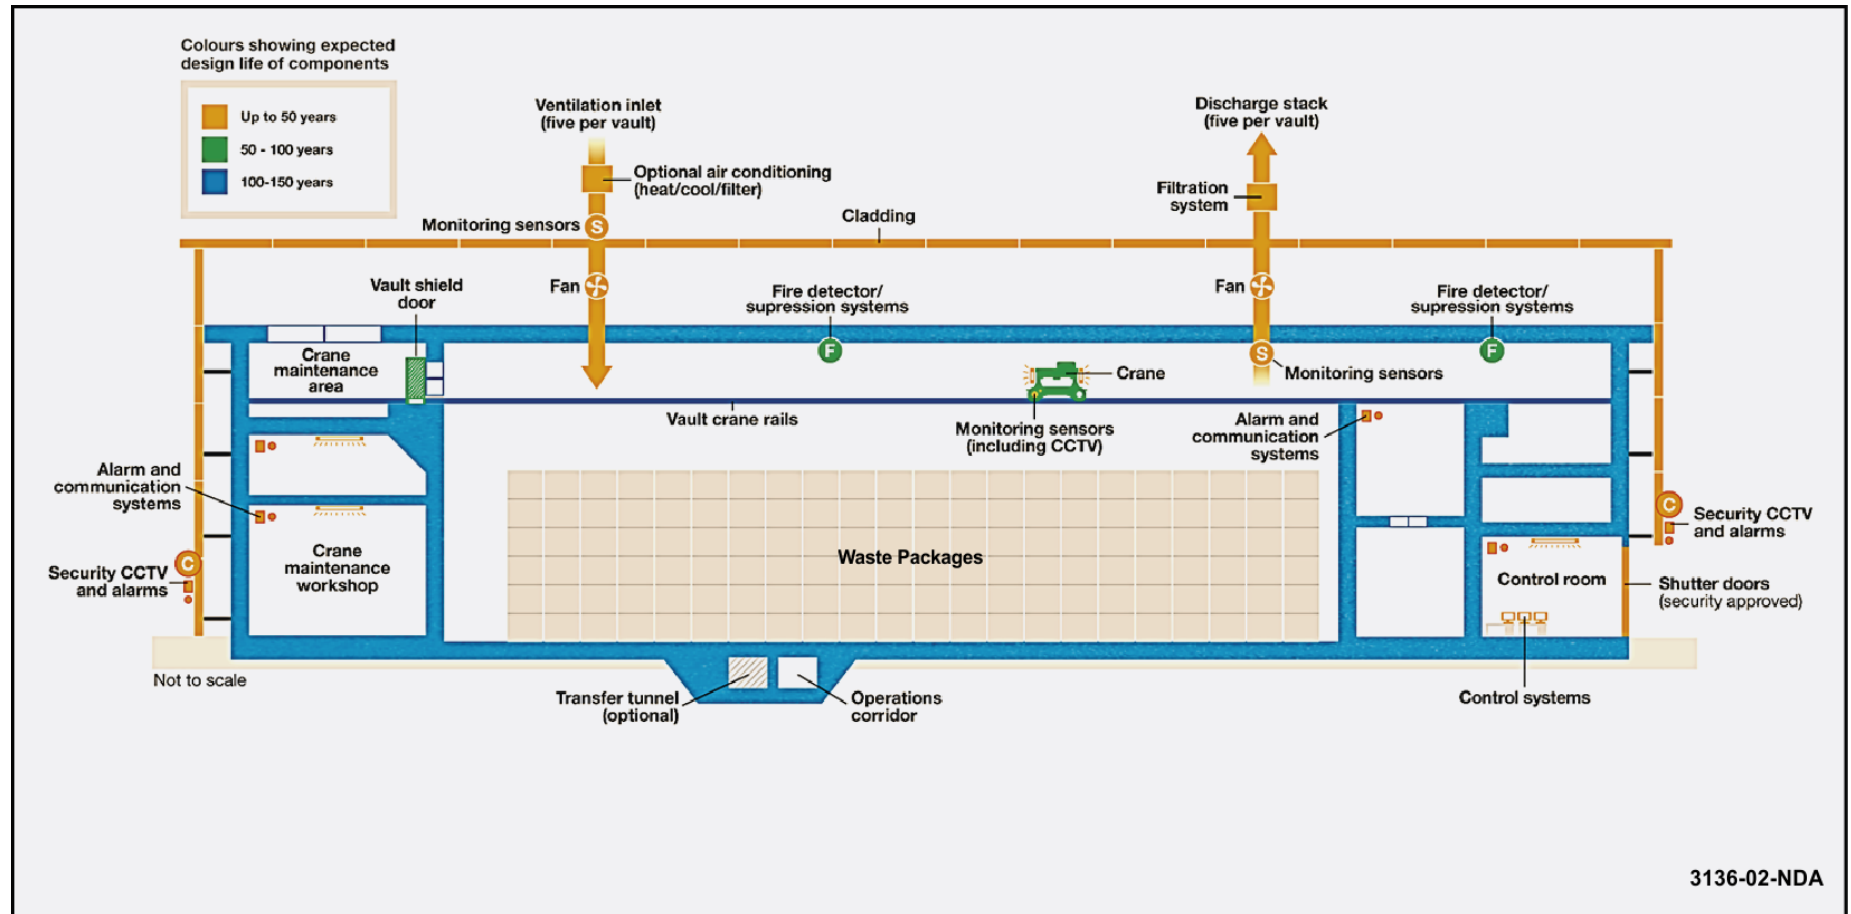 Colours showing expected
design life of components
Up to 50 years
50 - 100 years
100-150 years
Ventilation inlet
(five per vault)
Optional air conditioning
(heat/cool/filter)
Monitoring sensors
S
Fan
Cladding
Discharge stack
(five per vault)
Filtration
system
Fan
Vault shield
door
Fire detector/
supression systems
F
Fire detector/
supression systems
F
S
Monitoring sensors
Crane
maintenance
area
Crane
Vault crane rails
Monitoring sensors
(including CCTV)
Alarm and
communication
systems
Alarm and
communication
systems
C
Security CCTV
and alarms
Crane
maintenance
workshop
Waste Packages
C
Security CCTV
and alarms
Control room
Shutter doors
(security approved)
Not to scale
Transfer tunnel
(optional)
Operations
corridor
Control systems
3136-02-NDA